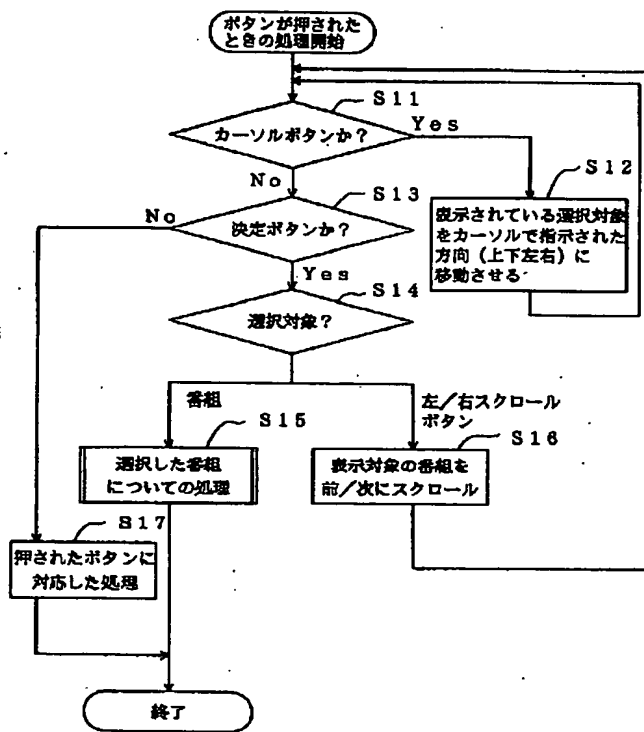 ボタンが押された
ときの処理開始
S11
カーソルボタンか？
Yes
No
S12
表示されている選択対象
をカーソルで指示された
方向（上下左右）に
移動させる
S13
No
決定ボタンか？
Yes
S14
選択対象？
番組
左／右スクロール
ボタン
S15
選択した番組
についての処理
S16
表示対象の番組を
前／次にスクロール
S17
押されたボタンに
対応した処理
終了